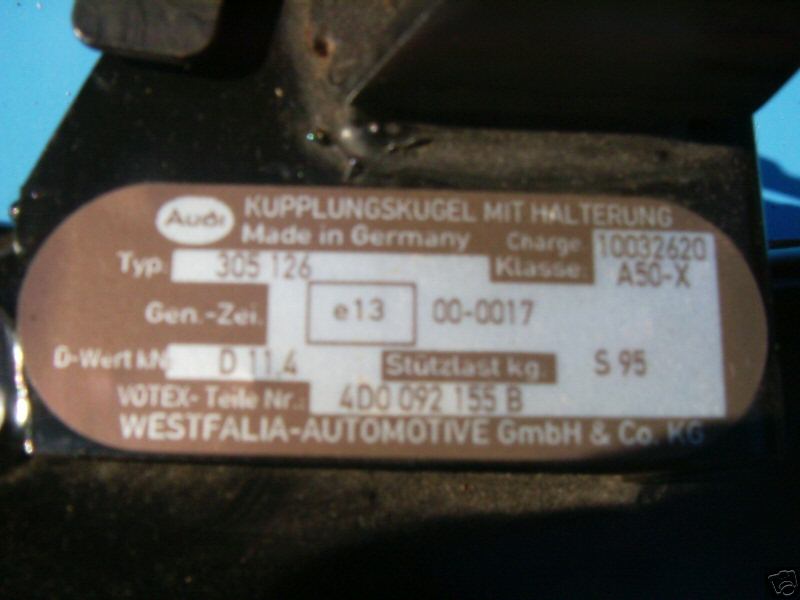 Audi KUPPLUNGSKUGEL MIT HALTERUNG
Made in Germany Charge 10032620
Typ. 305 126 Klasse: A50-X
Gen.-Zei. e13 00-0017
D-Wert kN D 11,4 Stützlast kg. S 95
VOTEX- Teile Nr.: 4D0 092 155 B
WESTFALIA-AUTOMOTIVE GmbH & Co. KG